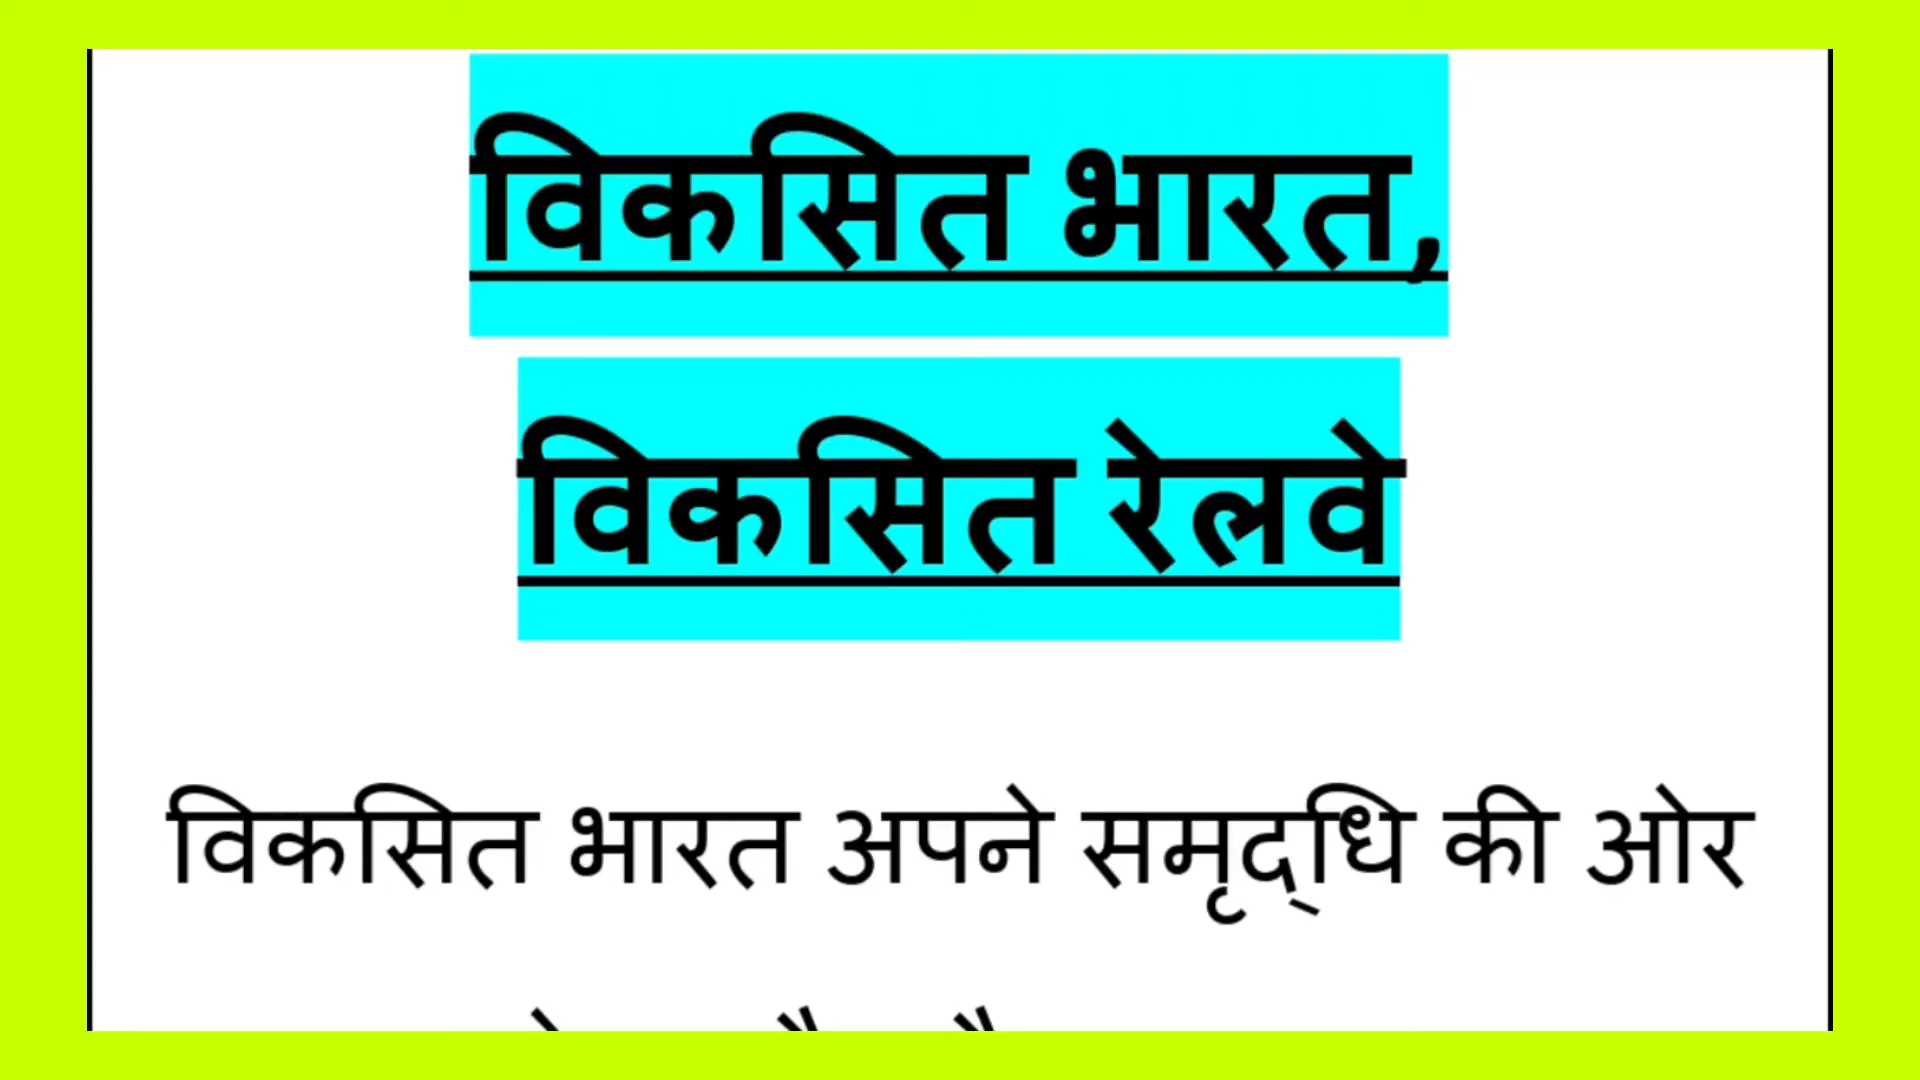 विकसित भारत,
विकसित रेलवे
विकसित भारत अपने समृद्धि की ओर